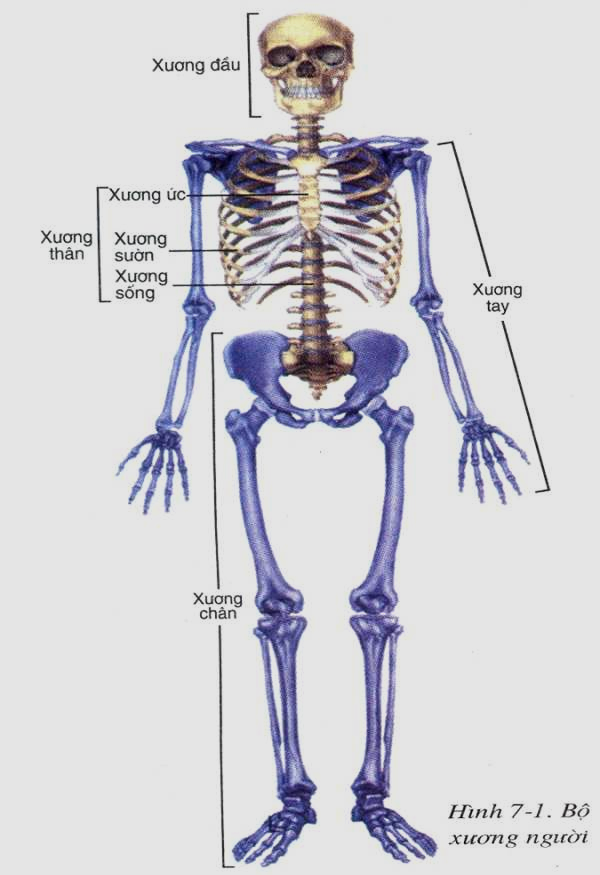 Xương đầu
Xương ức
Xương
thân
Xương
sườn
Xương
sống
Xương
tay
Xương
chân
Hình 7-1. Bộ
xương người